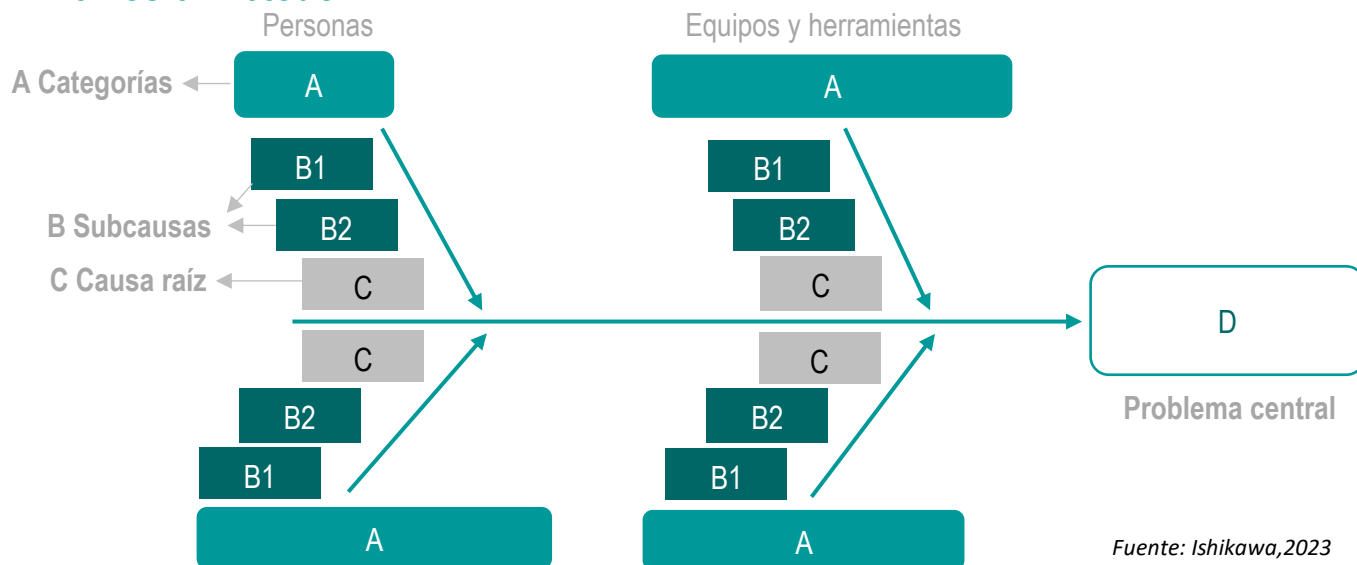 Personas
Equipos y herramientas
A Categorías
A
A
B1
B1
B Subcausas
B2
B2
C Causa raíz
C
C
D
C
C
Problema central
B2
B2
B1
B1
A
A
Fuente: Ishikawa,2023